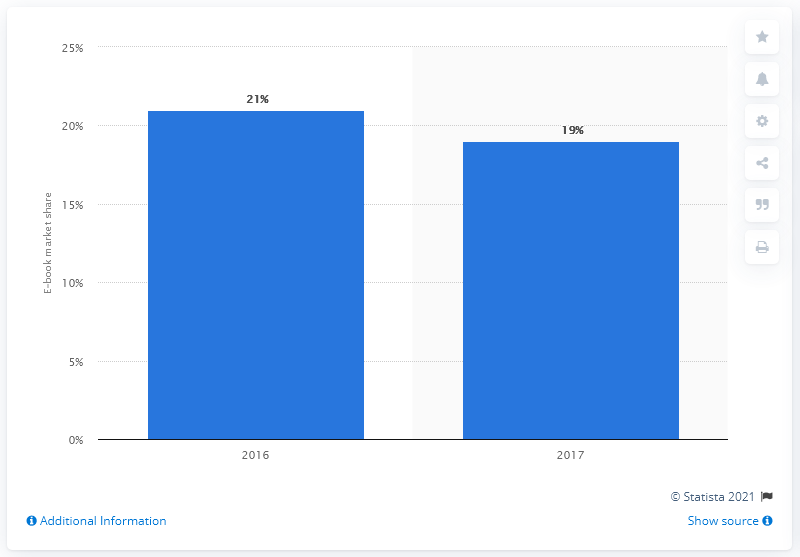 25%
20%
15%
10%
5%
0%
E-book market share
21%
19%
2016
2017
© Statista 2021
Additional Information
Show source